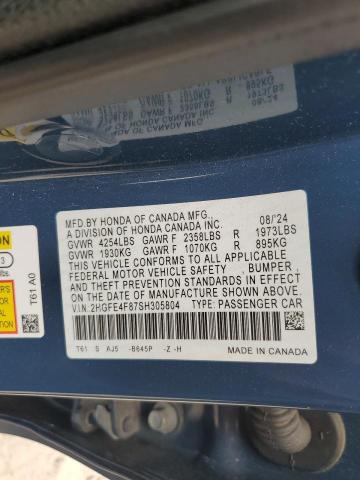 MFD.BY HONDA OF CANADA MFG., 08/'24
A DIVISION OF HONDA CANADA INC.
GVWR 4254LBS GAWR F 2358LBS R 1973LBS
GVWR 1930KG GAWR F 1070KG R 895KG
THIS VEHICLE CONFORMS TO ALL APPLICABLE
FEDERAL MOTOR VEHICLE SAFETY , BUMPER ,
AND THEFT PREVENTION STANDARDS IN EFFECT
ON THE DATE OF MANUFACTURE SHOWN ABOVE.
V.I.N. 2HGFE4F87SH305804 TYPE: PASSENGER CAR
T61 S AJ5 -B645P -Z -H
MADE IN CANADA
ION
3
lbs.
T61 A0